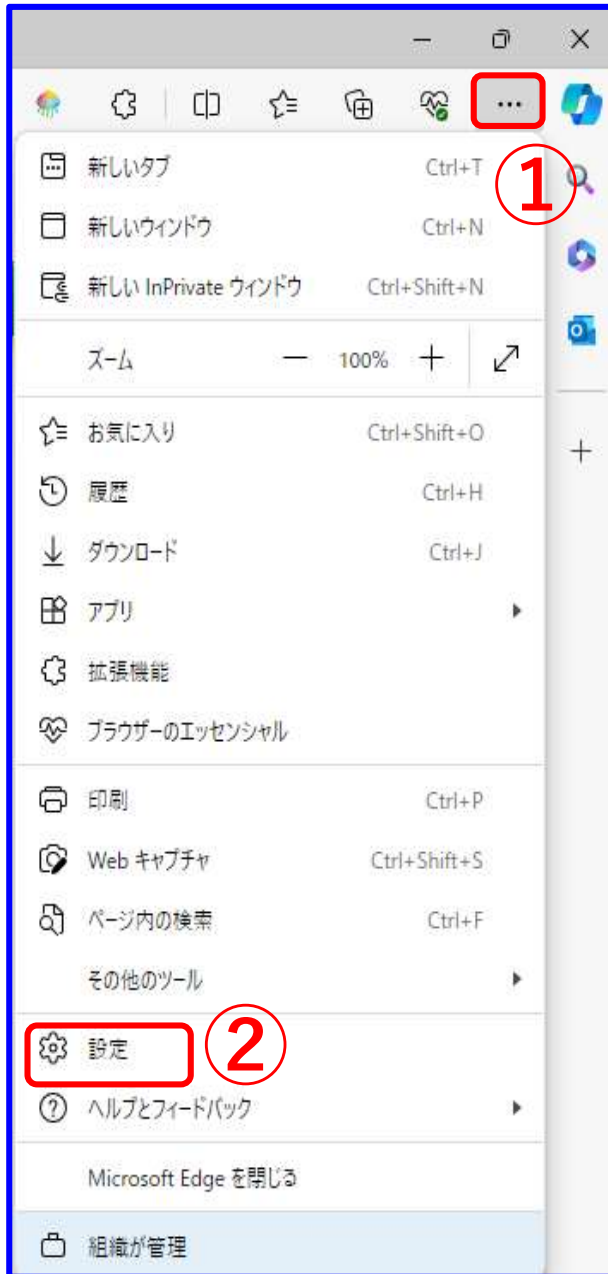 ①
新しいタブ Ctrl+T
新しいウィンドウ Ctrl+N
新しい InPrivate ウィンドウ Ctrl+Shift+N
ズーム — 100% +
お気に入り Ctrl+Shift+O
履歴 Ctrl+H
ダウンロード Ctrl+J
アプリ
拡張機能
ブラウザーのエッセンシャル
印刷 Ctrl+P
Web キャプチャ Ctrl+Shift+S
ページ内の検索 Ctrl+F
その他のツール
設定 ②
ヘルプとフィードバック
Microsoft Edge を閉じる
組織が管理